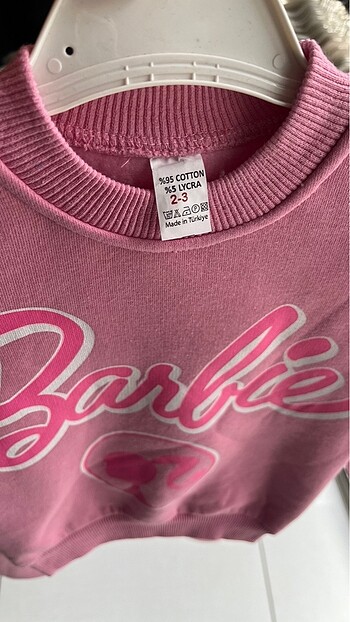 %95 COTTON
%5 LYCRA
2-3
Made in Türkiye
Barbie